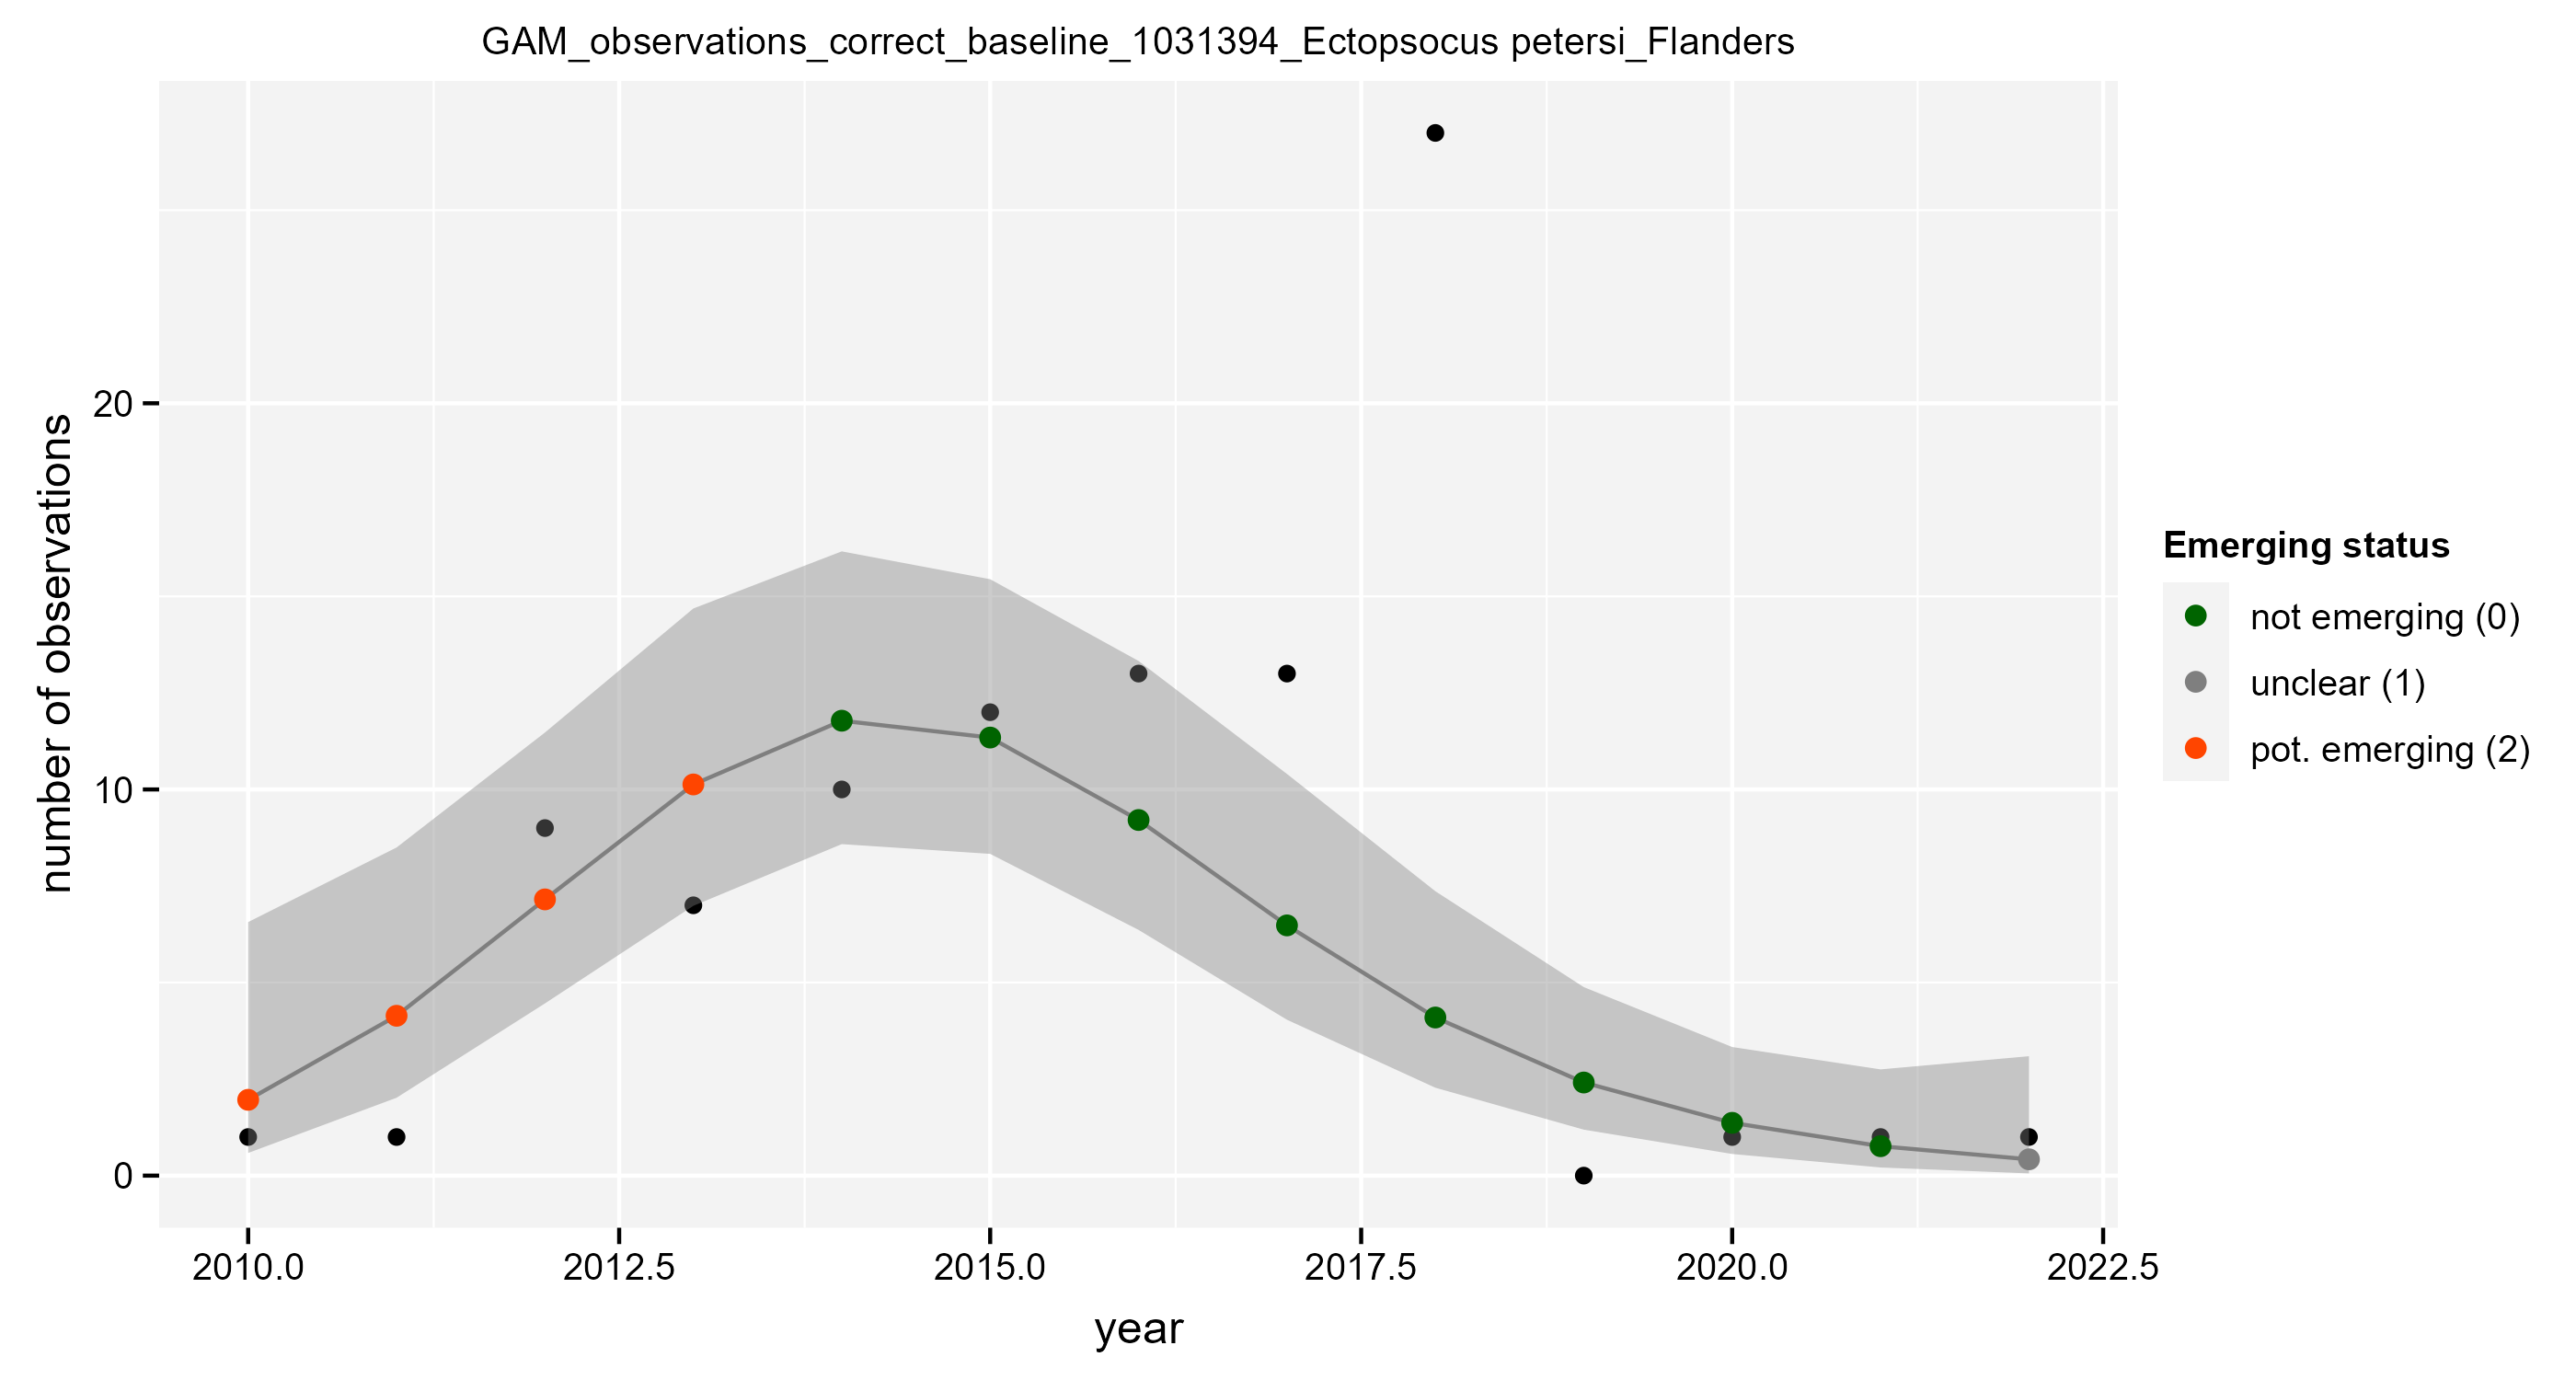 GAM_observations_correct_baseline_1031394_Ectopsocus petersi_Flanders
number of observations
20
10
0
2010.0 2012.5 2015.0 2017.5 2020.0 2022.5
year
Emerging status
not emerging (0)
unclear (1)
pot. emerging (2)